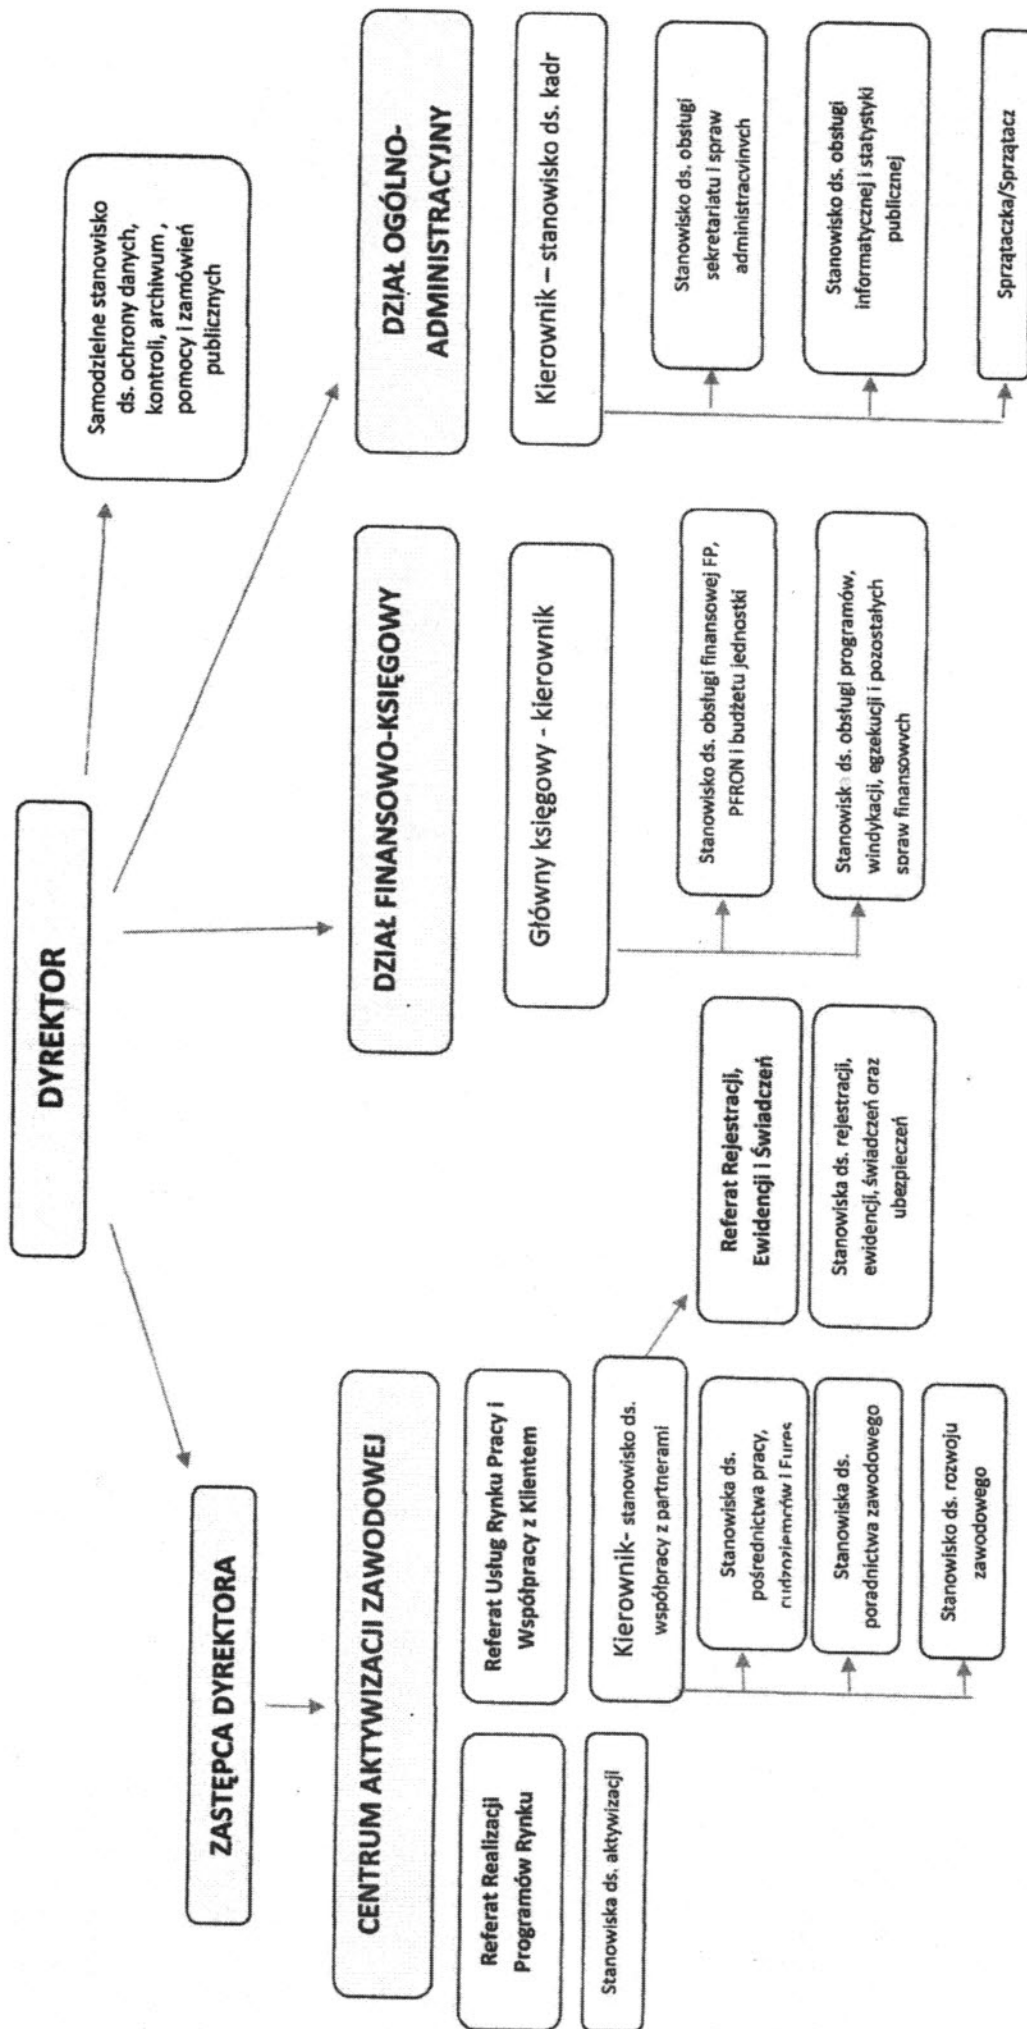 DYREKTOR
Samodzielne stanowisko
ds. ochrony danych,
kontroli, archiwum ,
pomocy i zamówień
publicznych
ZASTĘPCA DYREKTORA
CENTRUM AKTYWIZACJI ZAWODOWEJ
DZIAŁ FINANSOWO-KSIĘGOWY
DZIAŁ OGÓLNO-
ADMINISTRACYJNY
Referat Realizacji
Programów Rynku
Stanowiska ds. aktywizacji
Referat Usług Rynku Pracy i
Współpracy z Klientem
Kierownik– stanowisko ds.
współpracy z partnerami
Stanowiska ds.
pośrednictwa pracy,
cudzoziemców i Eures
Stanowiska ds.
poradnictwa zawodowego
Stanowisko ds. rozwoju
zawodowego
Referat Rejestracji,
Ewidencji i Świadczeń
Stanowiska ds. rejestracji,
ewidencji, świadczeń oraz
ubezpieczeń
Główny księgowy - kierownik
Stanowisko ds. obsługi finansowej FP,
PFRON i budżetu jednostki
Stanowisko ds. obsługi programów,
windykacji, egzekucji i pozostałych
spraw finansowych
Kierownik – stanowisko ds. kadr
Stanowisko ds. obsługi
sekretariatu i spraw
administracyjnych
Stanowisko ds. obsługi
informatycznej i statystyki
publicznej
Sprzątaczka/Sprzątacz